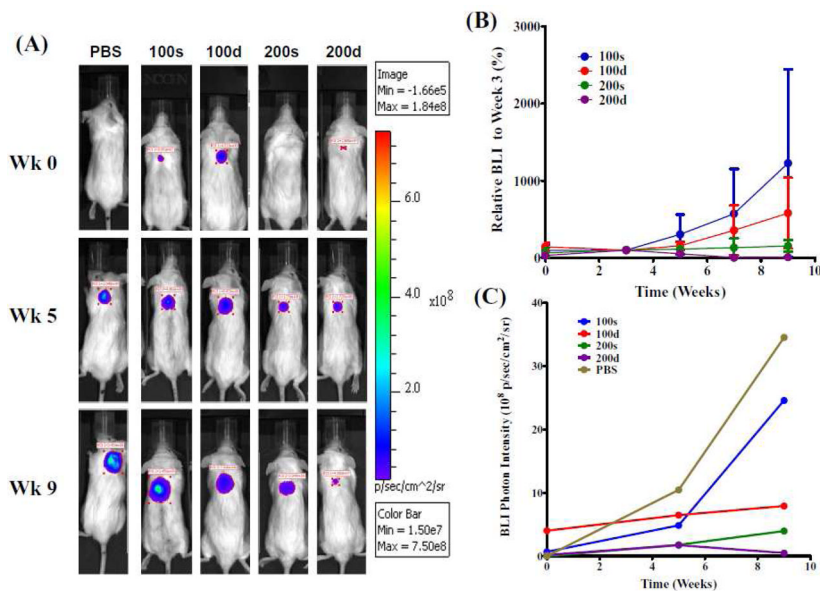 (A)
PBS 100s 100d 200s 200d
Wk 0
Wk 5
Wk 9
Image
Min = -1.66e5
Max = 1.84e8
6.0
4.0
x10^8
2.0
p/sec/cm^2/sr
Color Bar
Min = 1.50e7
Max = 7.50e8
(B)
3000
2000
1000
0
Relative BLI to Week 3 (%)
100s
100d
200s
200d
0 2 4 6 8 10
Time (Weeks)
(C)
40
30
20
10
0
BLI Photon Intensity (10^8 p/sec/cm^2/sr)
100s
100d
200s
200d
PBS
0 2 4 6 8 10
Time (Weeks)